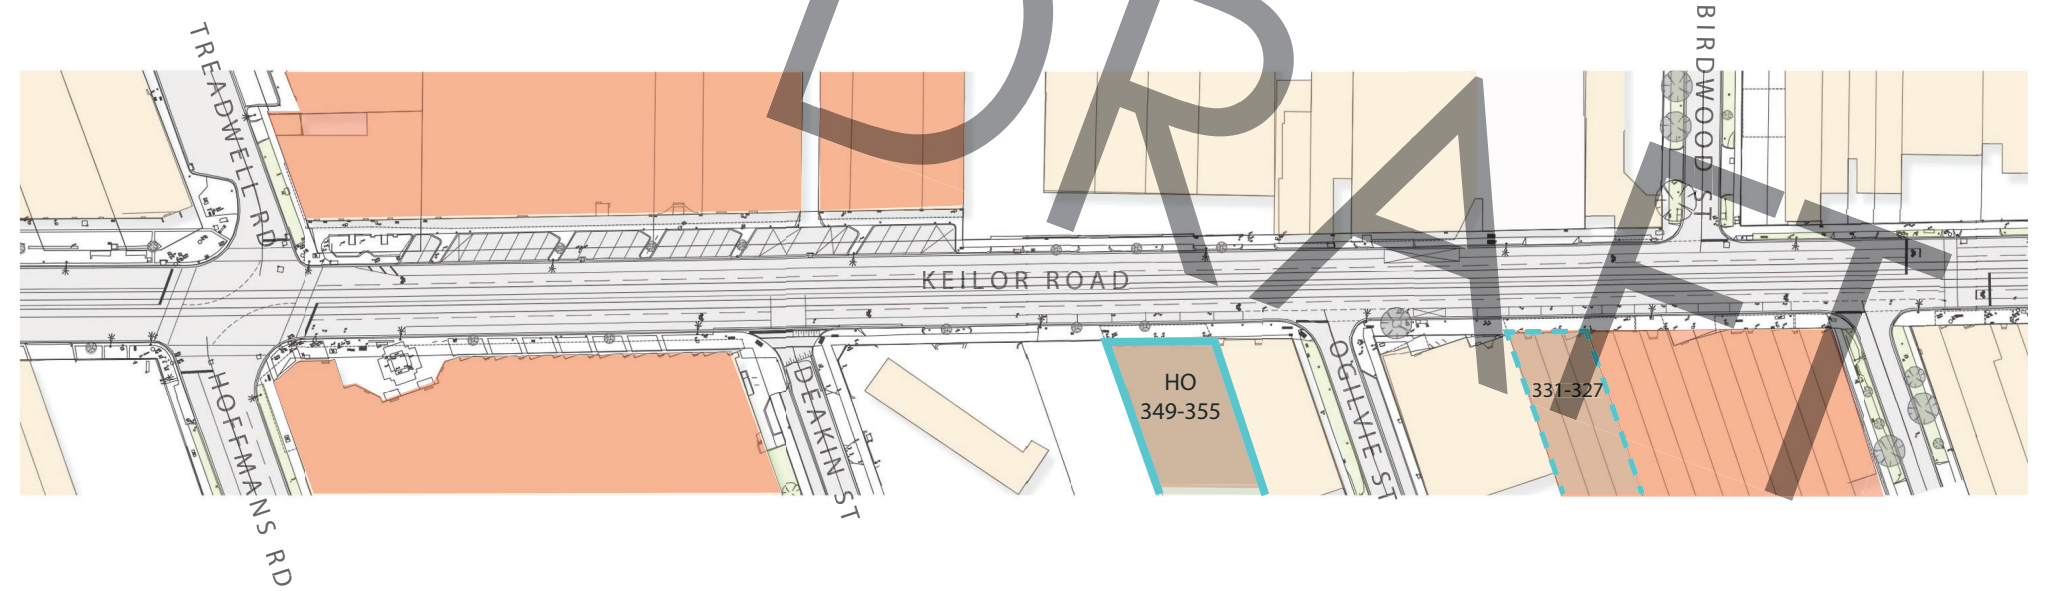 DRAFT
TREADWELL RD
BIRDWOOD ST
KEILOR ROAD
HOFFMANS RD
DEAKIN ST
HO
349-355
OGILVIE ST
331-327